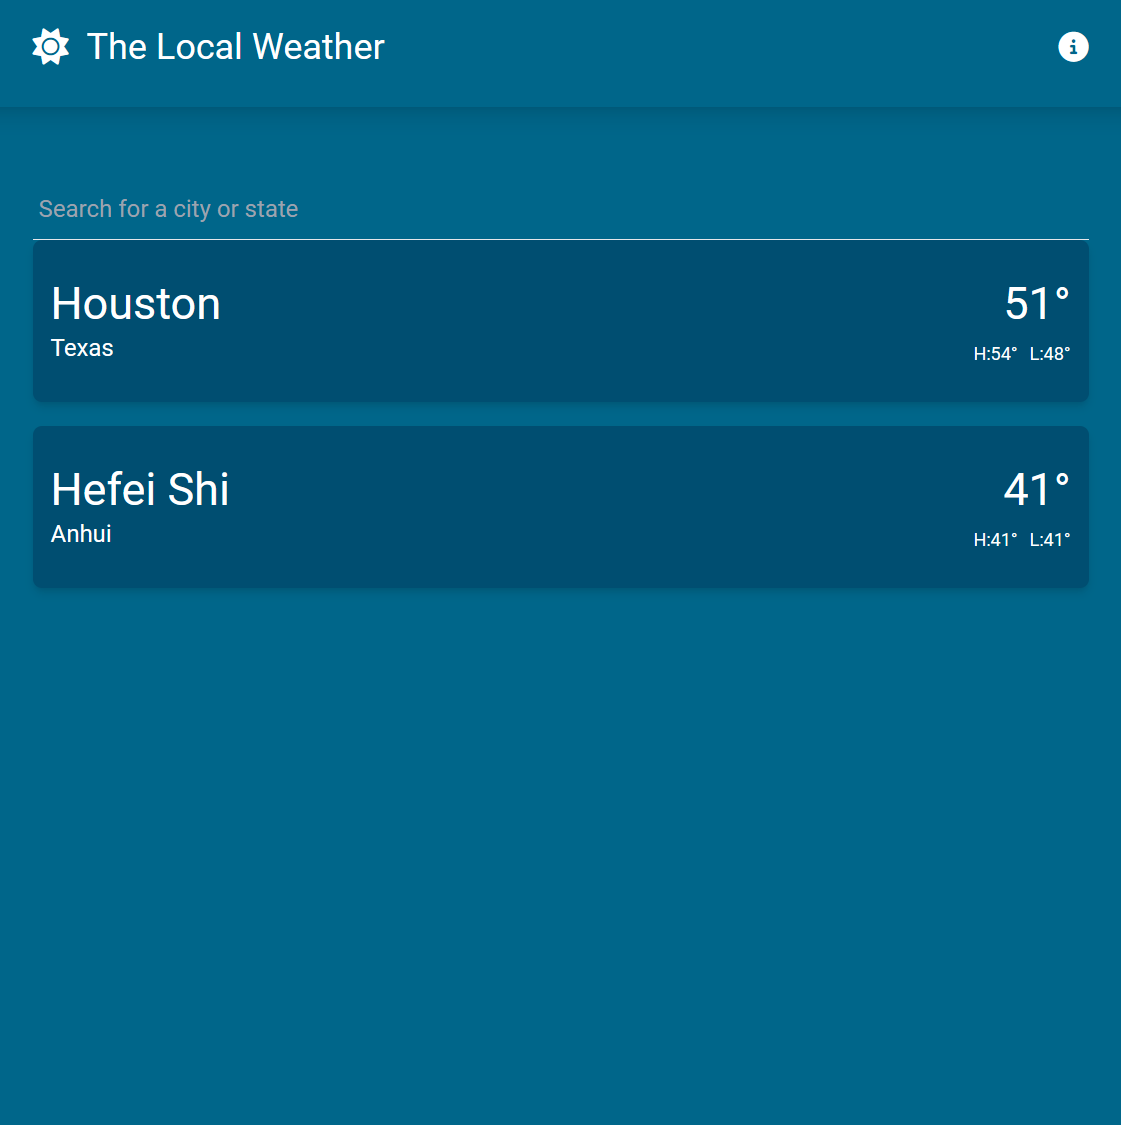 The Local Weather
Search for a city or state
Houston 51°
Texas H:54° L:48°
Hefei Shi 41°
Anhui H:41° L:41°